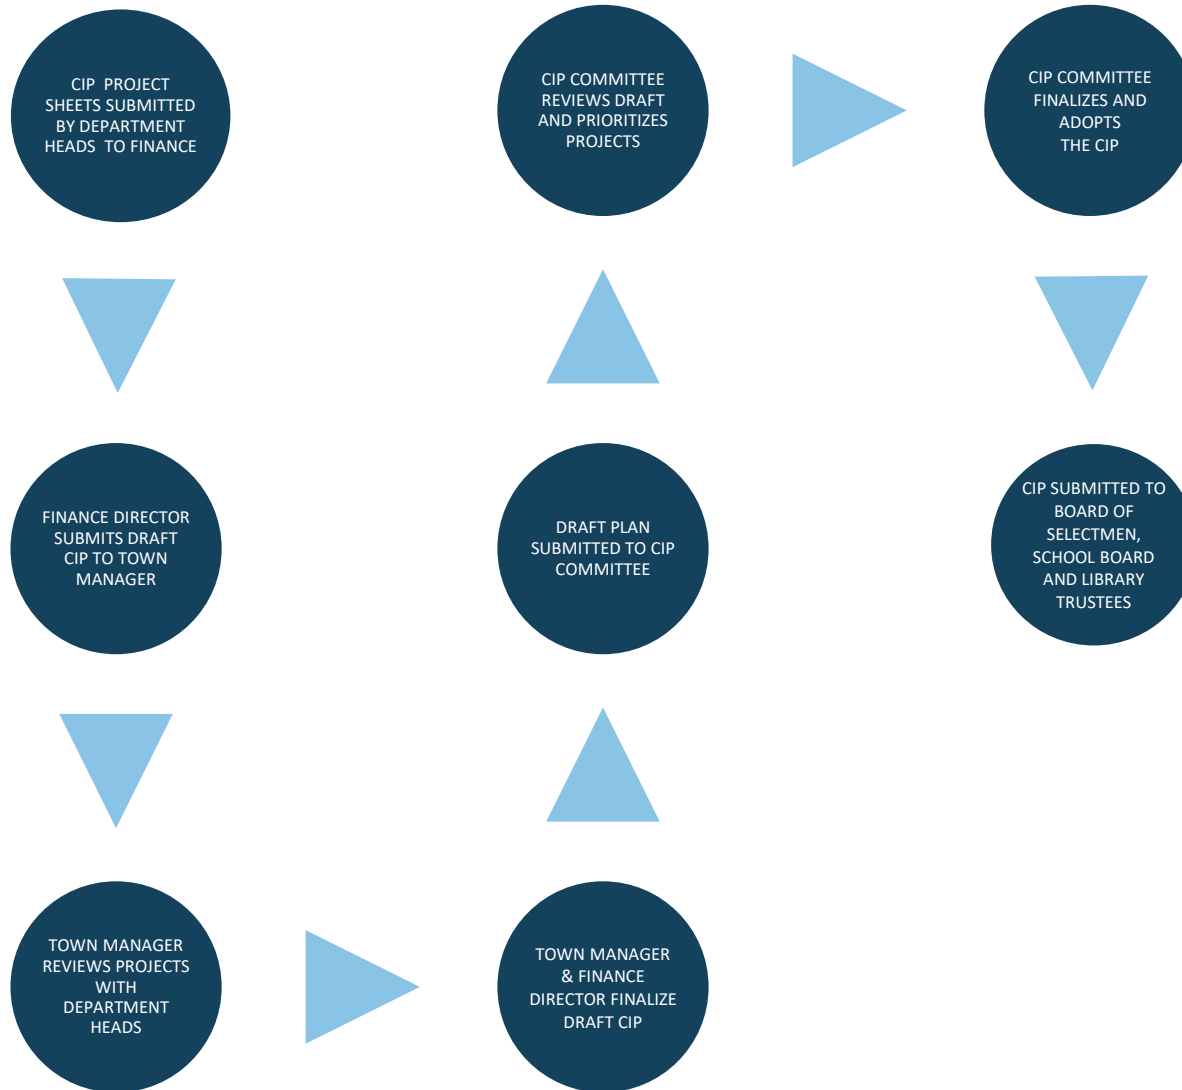 CIP PROJECT
SHEETS SUBMITTED
BY DEPARTMENT
HEADS TO FINANCE
FINANCE DIRECTOR
SUBMITS DRAFT
CIP TO TOWN
MANAGER
TOWN MANAGER
REVIEWS PROJECTS
WITH
DEPARTMENT
HEADS
TOWN MANAGER
& FINANCE
DIRECTOR FINALIZE
DRAFT CIP
DRAFT PLAN
SUBMITTED TO CIP
COMMITTEE
CIP COMMITTEE
REVIEWS DRAFT
AND PRIORITIZES
PROJECTS
CIP COMMITTEE
FINALIZES AND
ADOPTS
THE CIP
CIP SUBMITTED TO
BOARD OF
SELECTMEN,
SCHOOL BOARD
AND LIBRARY
TRUSTEES